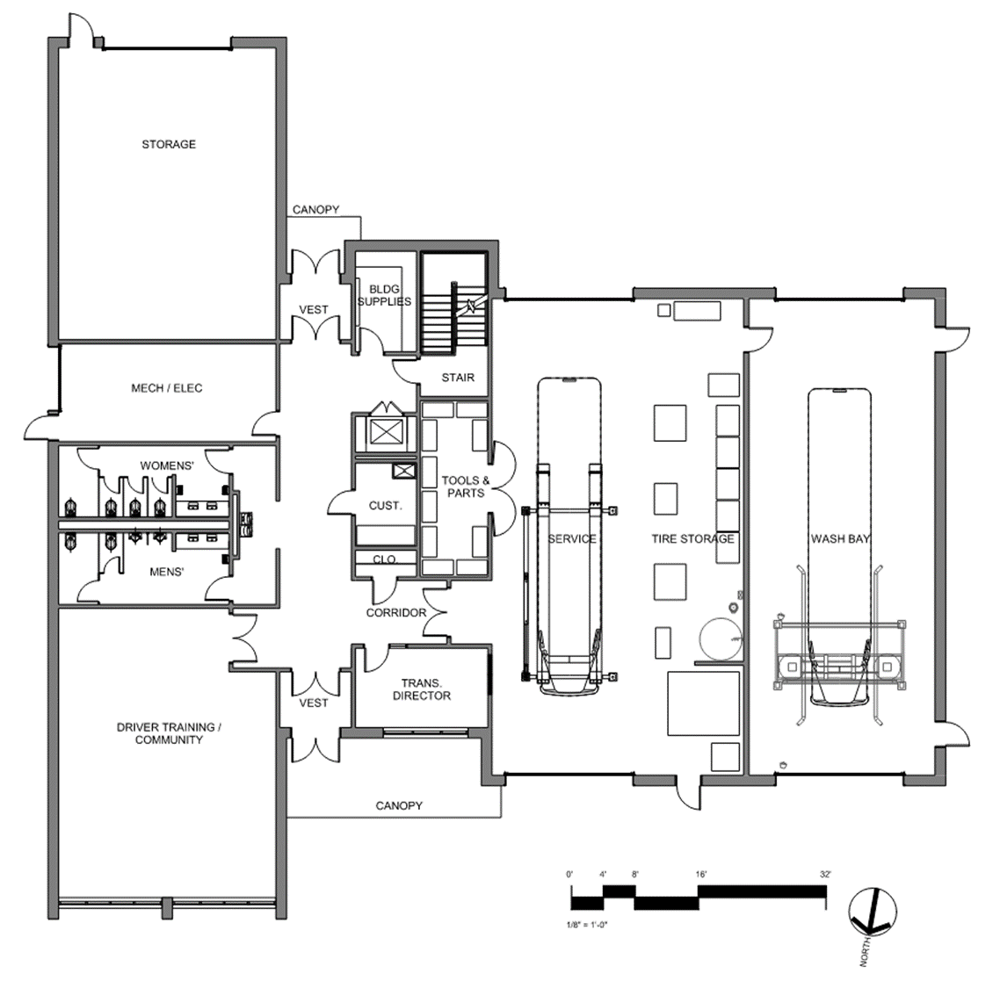 STORAGE
CANOPY
BLDG
SUPPLIES
VEST
STAIR
MECH / ELEC
WOMENS'
TOOLS &
PARTS
CUST.
SERVICE
TIRE STORAGE
WASH BAY
CLO.
MENS'
CORRIDOR
TRANS.
DIRECTOR
VEST
DRIVER TRAINING /
COMMUNITY
CANOPY
0' 4' 8' 16' 32'
1/8" = 1'-0"
NORTH